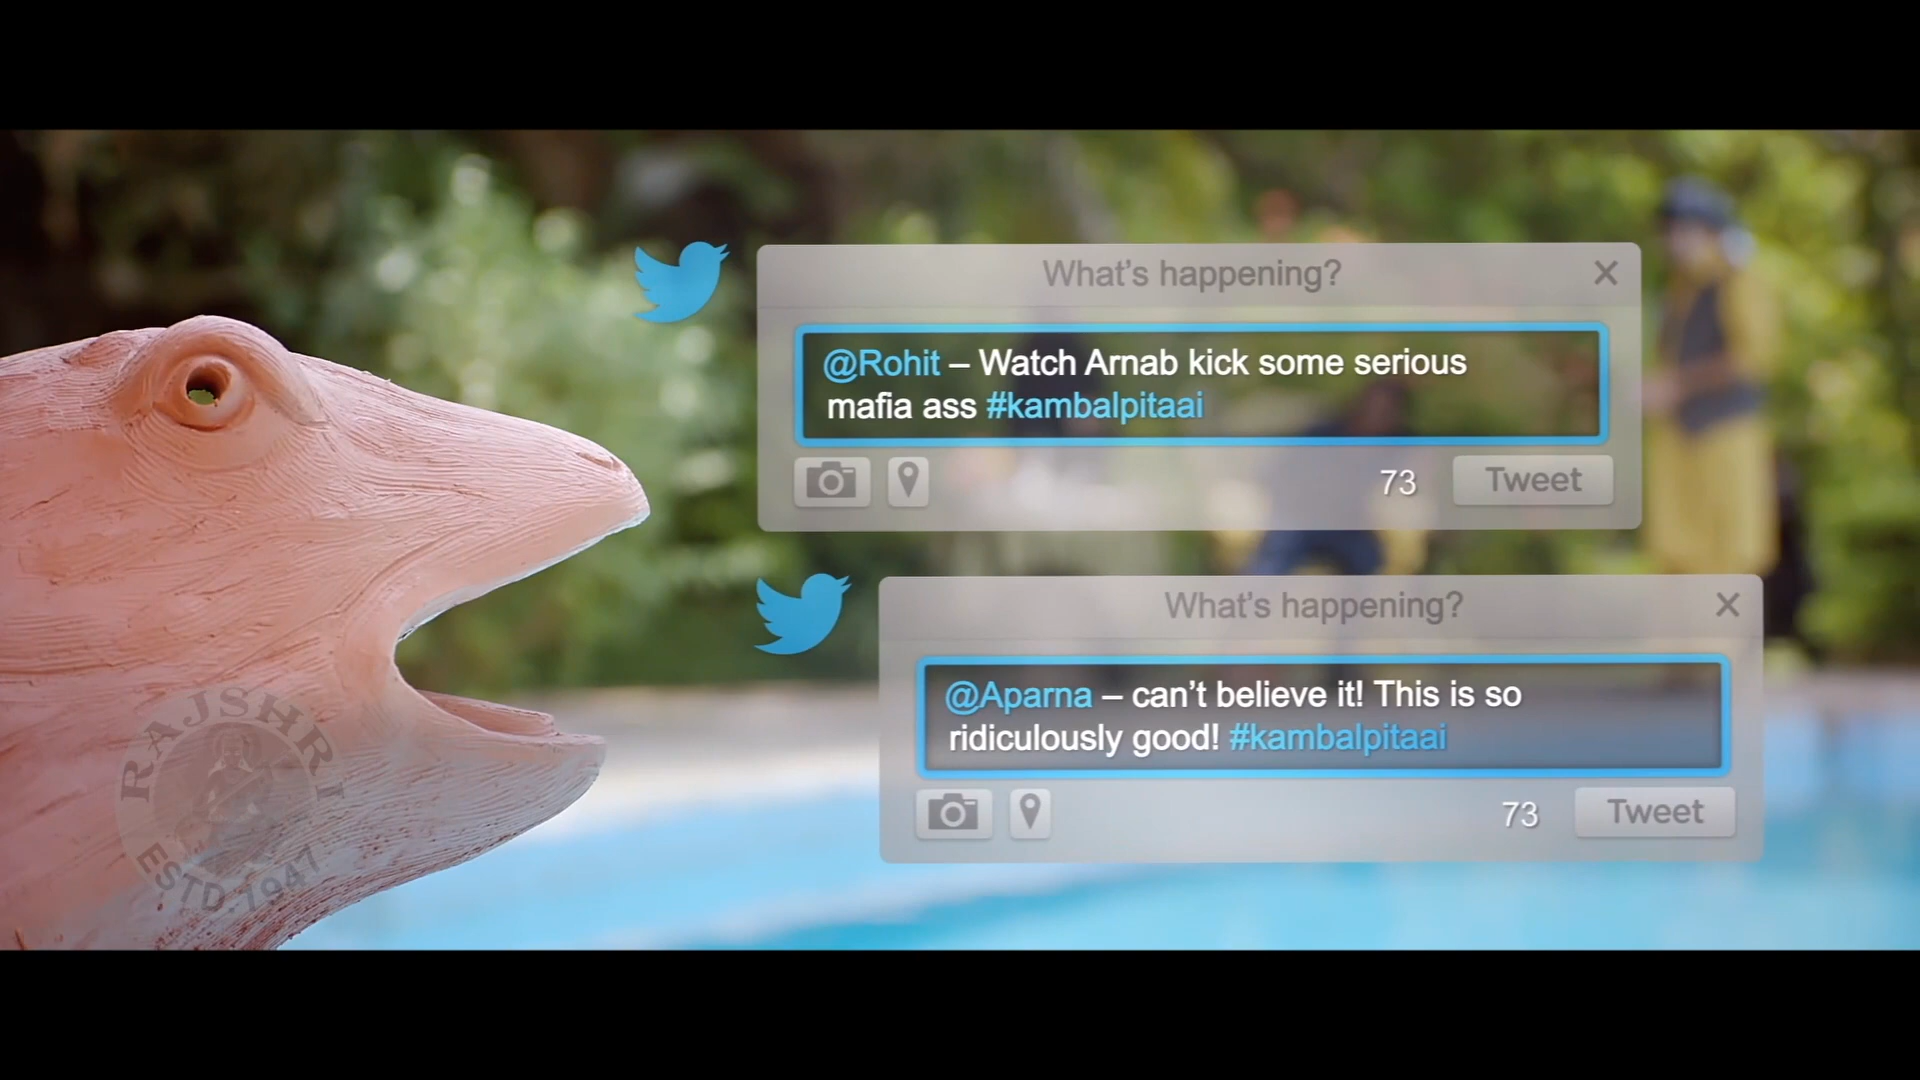 What's happening?
@Rohit – Watch Arnab kick some serious
mafia ass #kambalpitaai
73
Tweet
What's happening?
@Aparna – can't believe it! This is so
ridiculously good! #kambalpitaai
73
Tweet
RAJSHRI
ESTD.1947